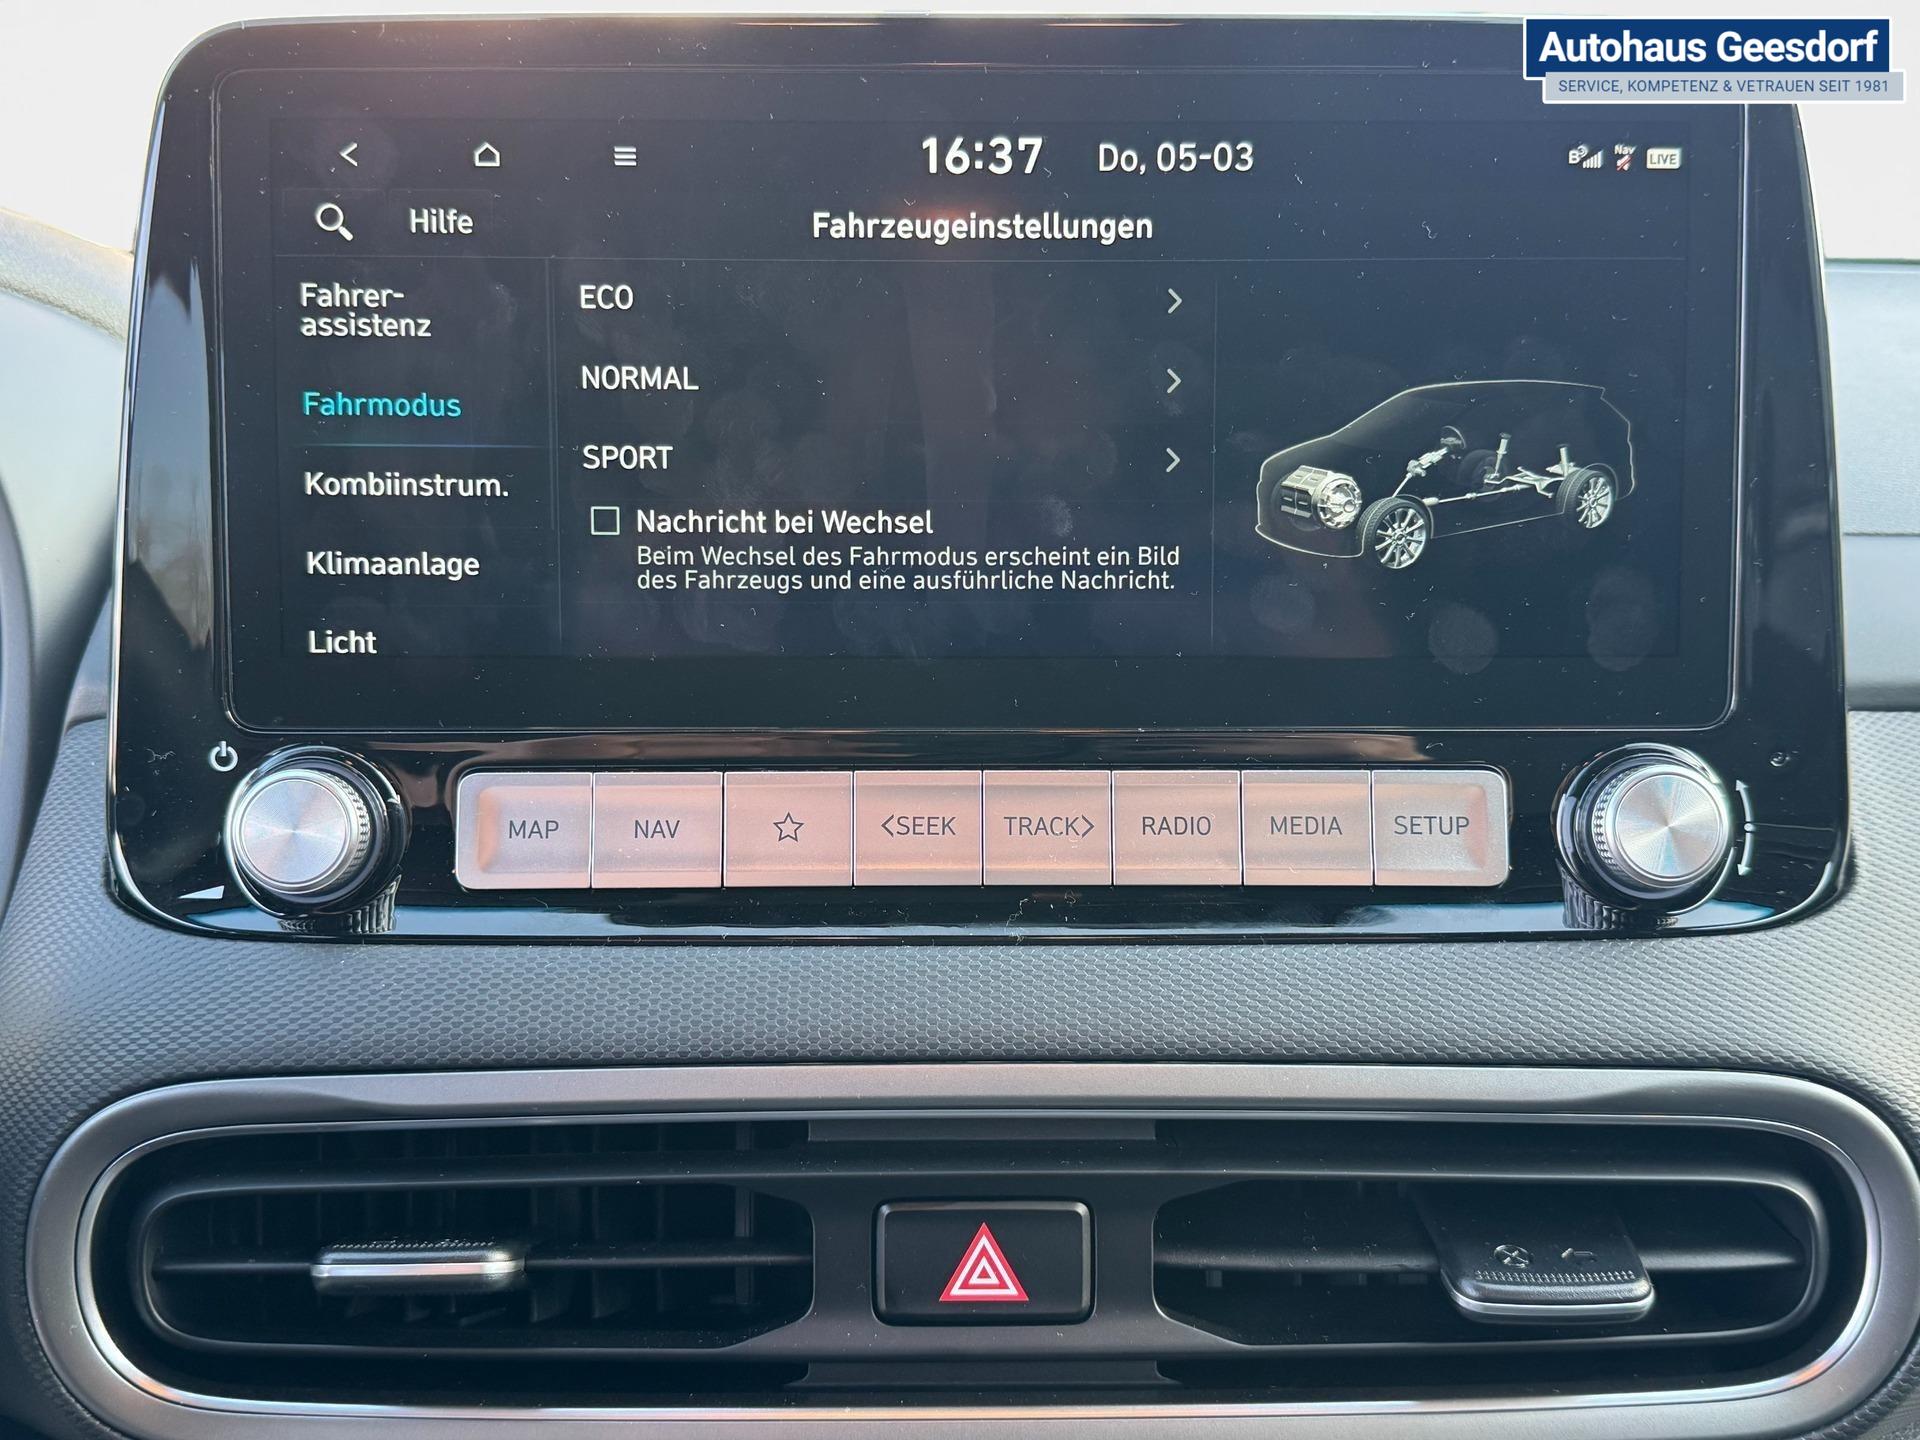 Autohaus Geesdorf
SERVICE, KOMPETENZ & VETRAUEN SEIT 1981
16:37 Do, 05-03
Nav
LIVE
Hilfe
Fahrzeugeinstellungen
Fahrer-
assistenz
Fahrmodus
Kombiinstrum.
Klimaanlage
Licht
ECO
NORMAL
SPORT
Nachricht bei Wechsel
Beim Wechsel des Fahrmodus erscheint ein Bild
des Fahrzeugs und eine ausführliche Nachricht.
MAP
NAV
<SEEK
TRACK>
RADIO
MEDIA
SETUP